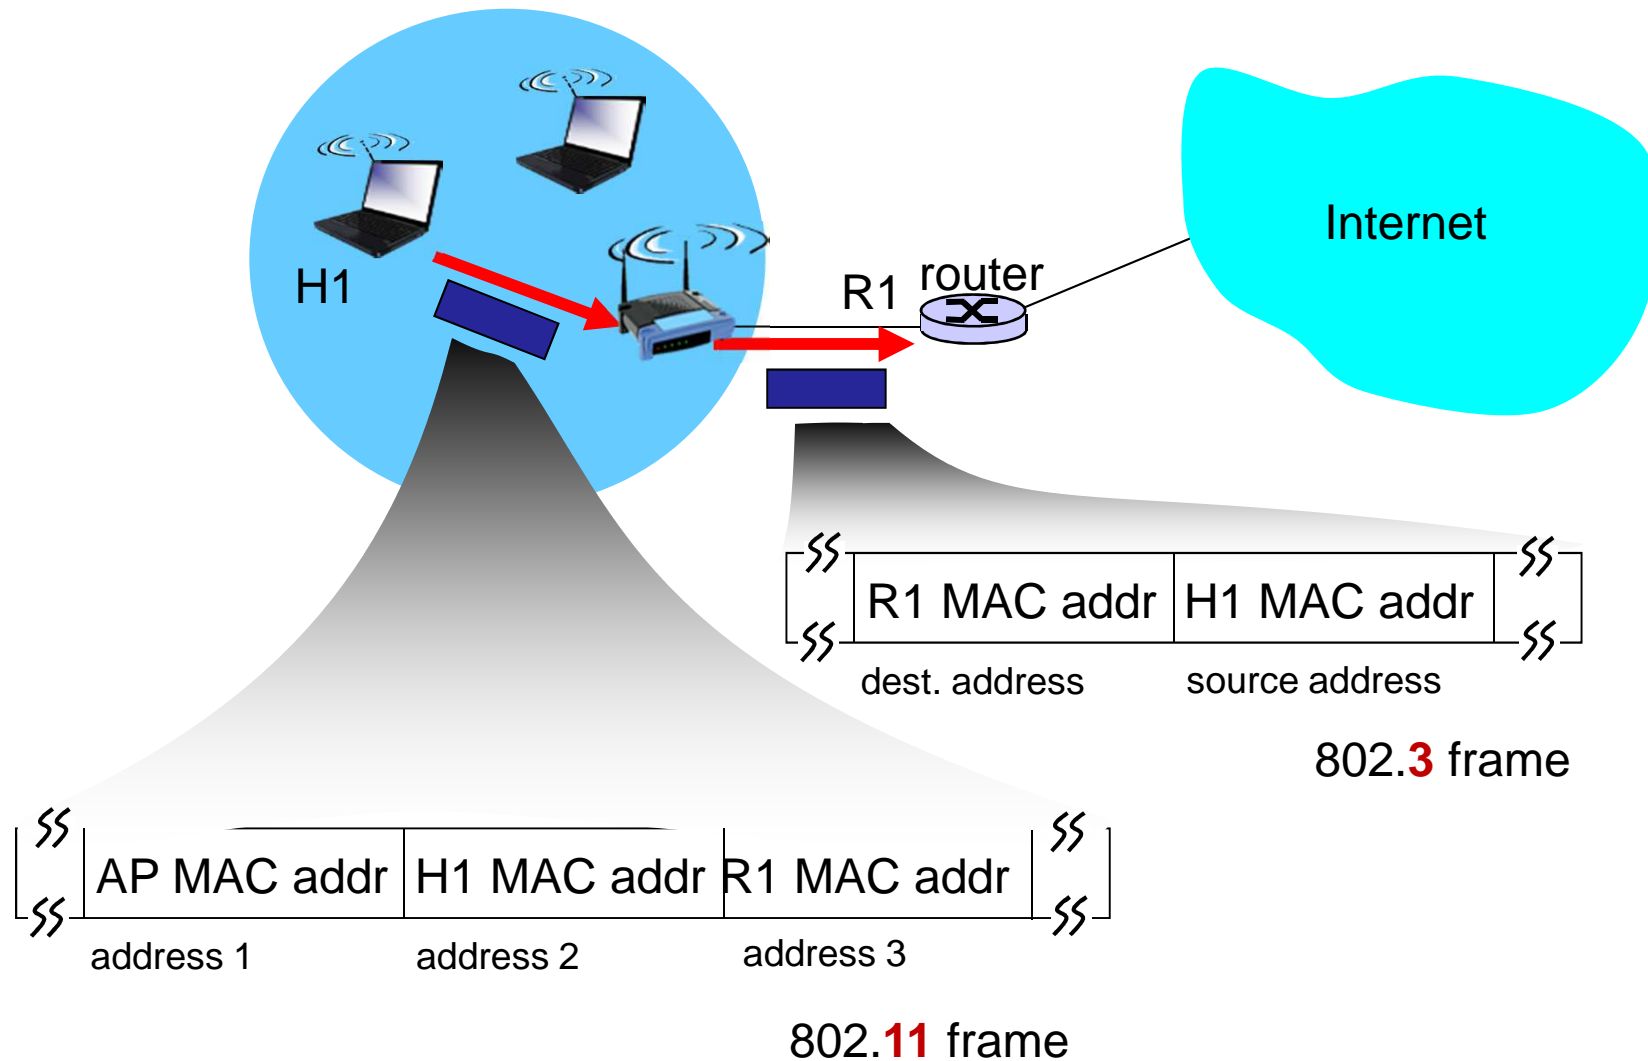 Internet
router
R1
H1
R1 MAC addr H1 MAC addr
dest. address source address
802.3 frame
AP MAC addr H1 MAC addr R1 MAC addr
address 1 address 2 address 3
802.11 frame